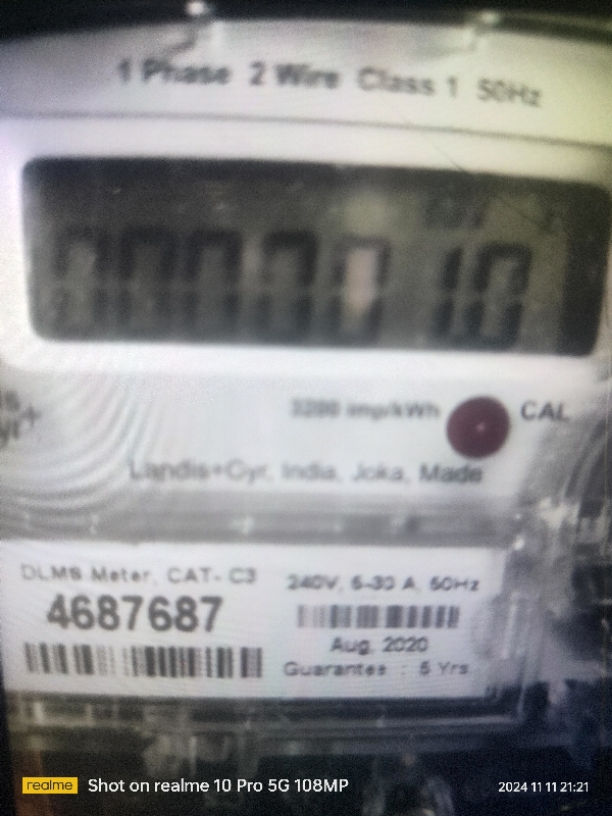 1 Phase 2 Wire Class 1 50Hz
3200 imp/kWh CAL
Landis+Gyr, India, Joka, Made
DLMS Meter, CAT- C3
240V, 5-30 A, 50Hz
4687687
Aug, 2020
Guarantee : 5 Yrs
realme Shot on realme 10 Pro 5G 108MP
2024 11 11 21:21